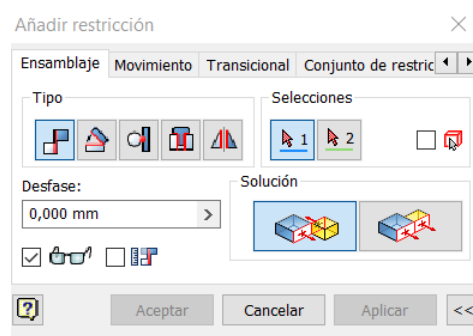 Añadir restricción
Ensamblaje Movimiento Transicional Conjunto de restric
Tipo
Selecciones
1 2
Desfase:
Solución
0,000 mm
Aceptar Cancelar Aplicar <<